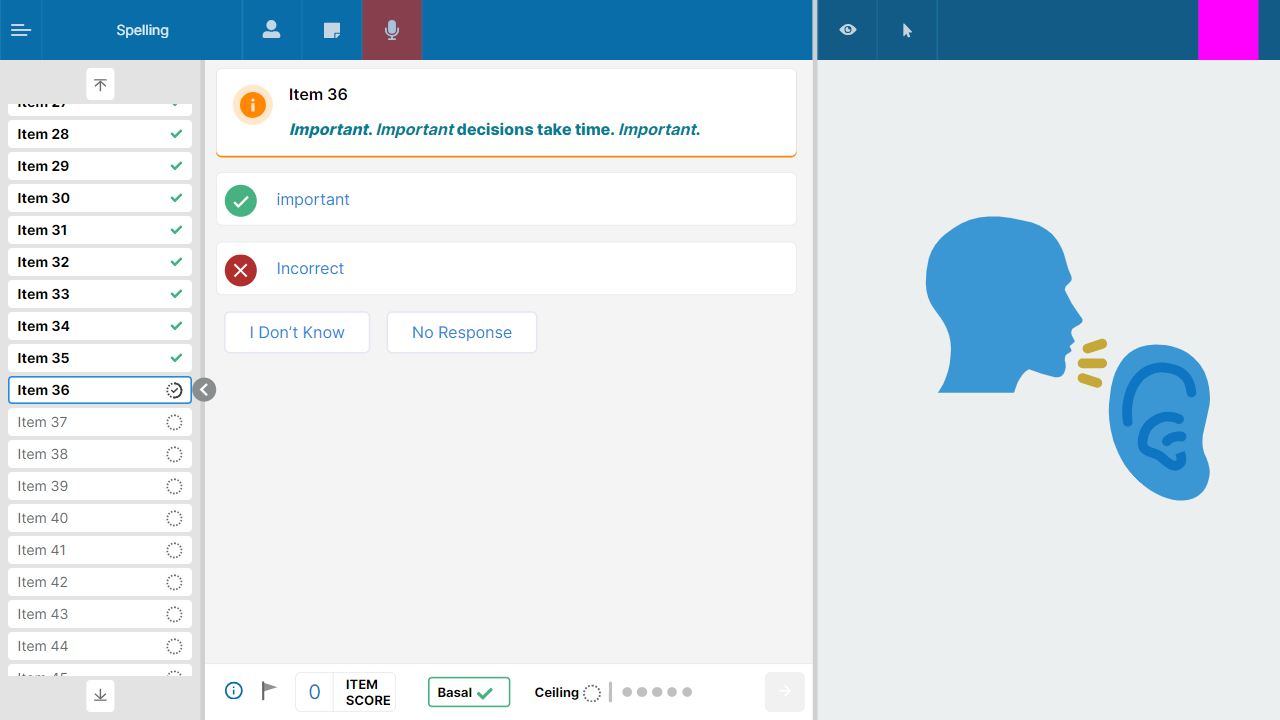 Spelling
Item 27
Item 28
Item 29
Item 30
Item 31
Item 32
Item 33
Item 34
Item 35
Item 36
Item 37
Item 38
Item 39
Item 40
Item 41
Item 42
Item 43
Item 44
Item 45
Item 36
Important. Important decisions take time. Important.
important
Incorrect
I Don’t Know
No Response
0
ITEM
SCORE
Basal
Ceiling